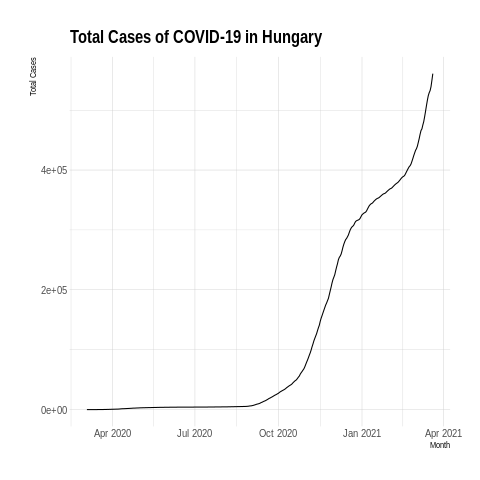 Total Cases of COVID-19 in Hungary
Total Cases
4e+05
2e+05
0e+00
Apr 2020 Jul 2020 Oct 2020 Jan 2021 Apr 2021
Month